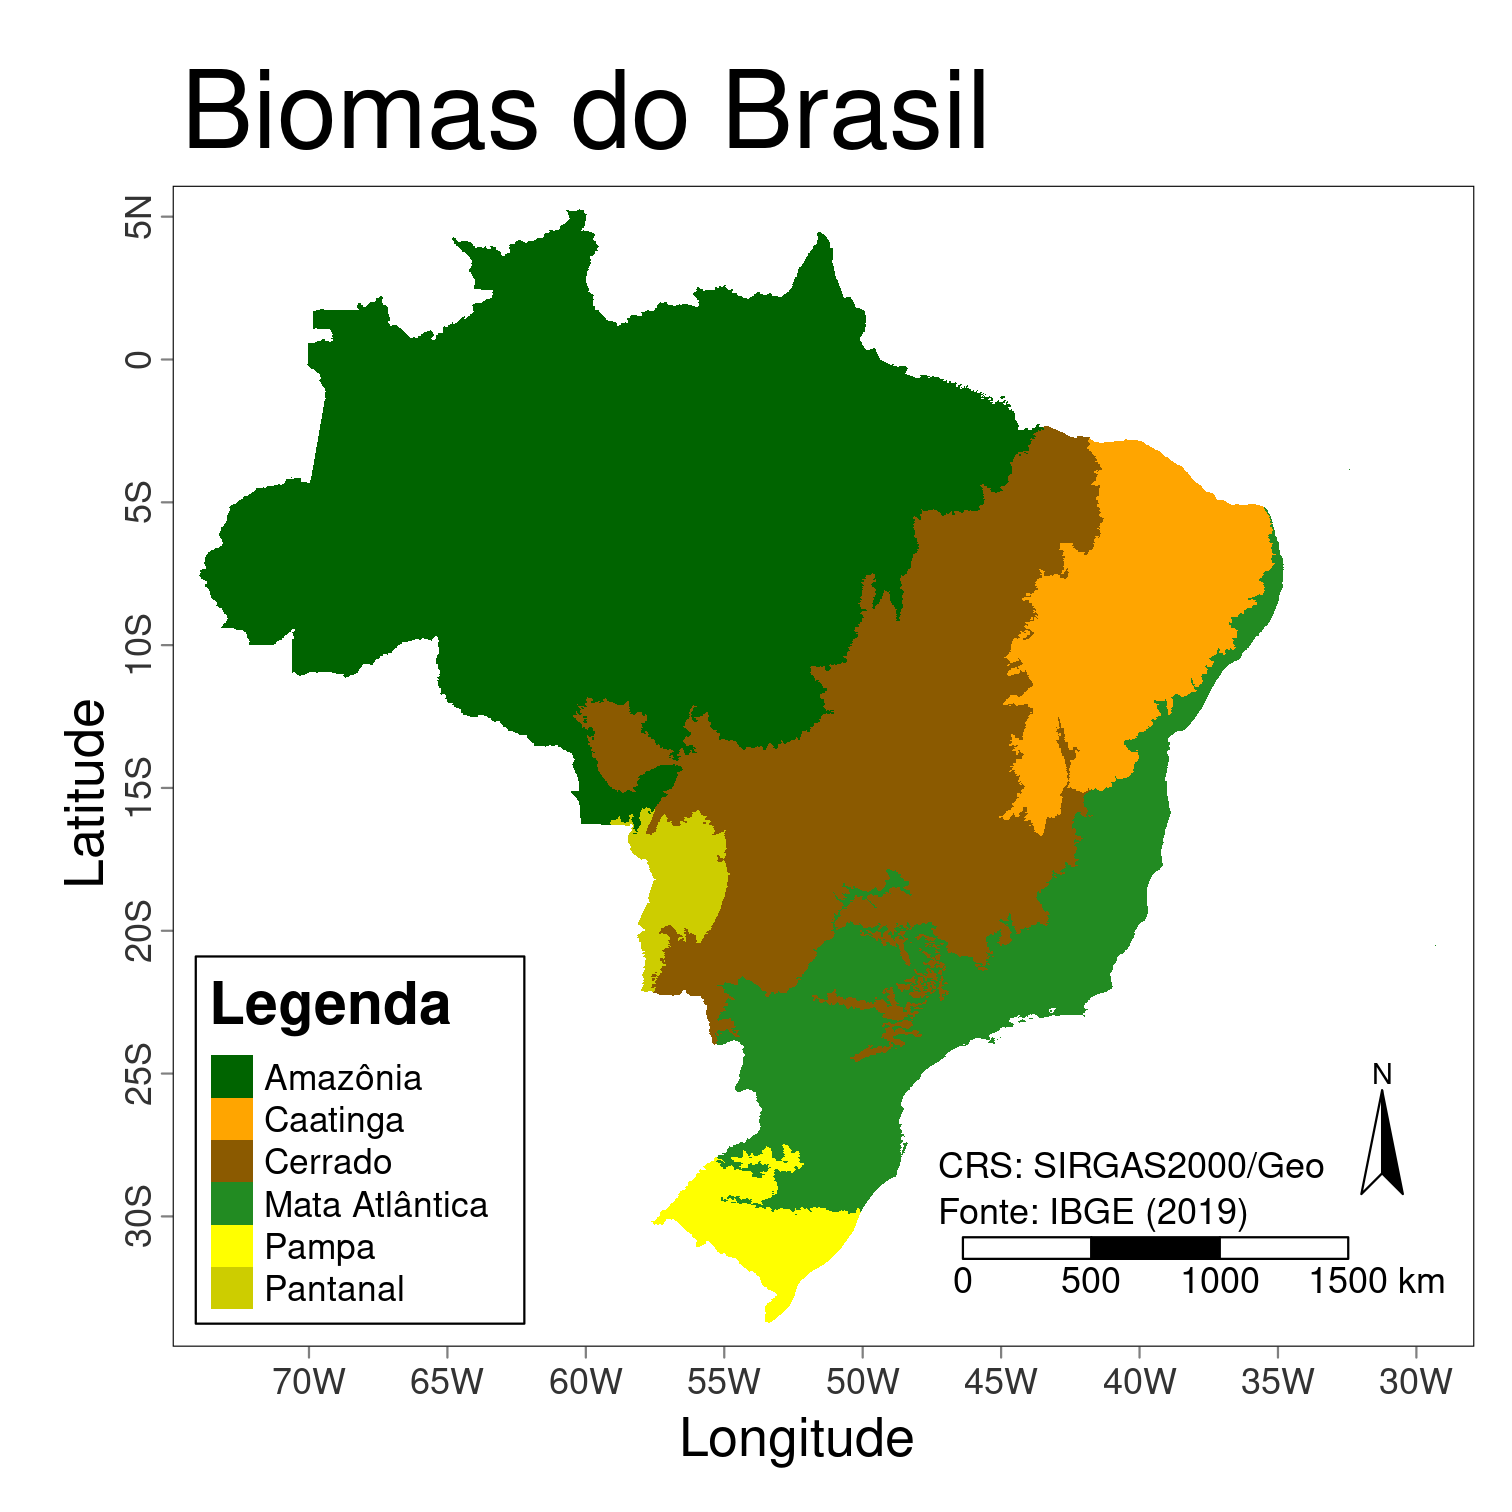 Biomas do Brasil
5N
0
5S
10S
15S
20S
25S
30S
Latitude
Legenda
Amazônia
Caatinga
Cerrado
Mata Atlântica
Pampa
Pantanal
N
CRS: SIRGAS2000/Geo
Fonte: IBGE (2019)
0 500 1000 1500 km
70W 65W 60W 55W 50W 45W 40W 35W 30W
Longitude